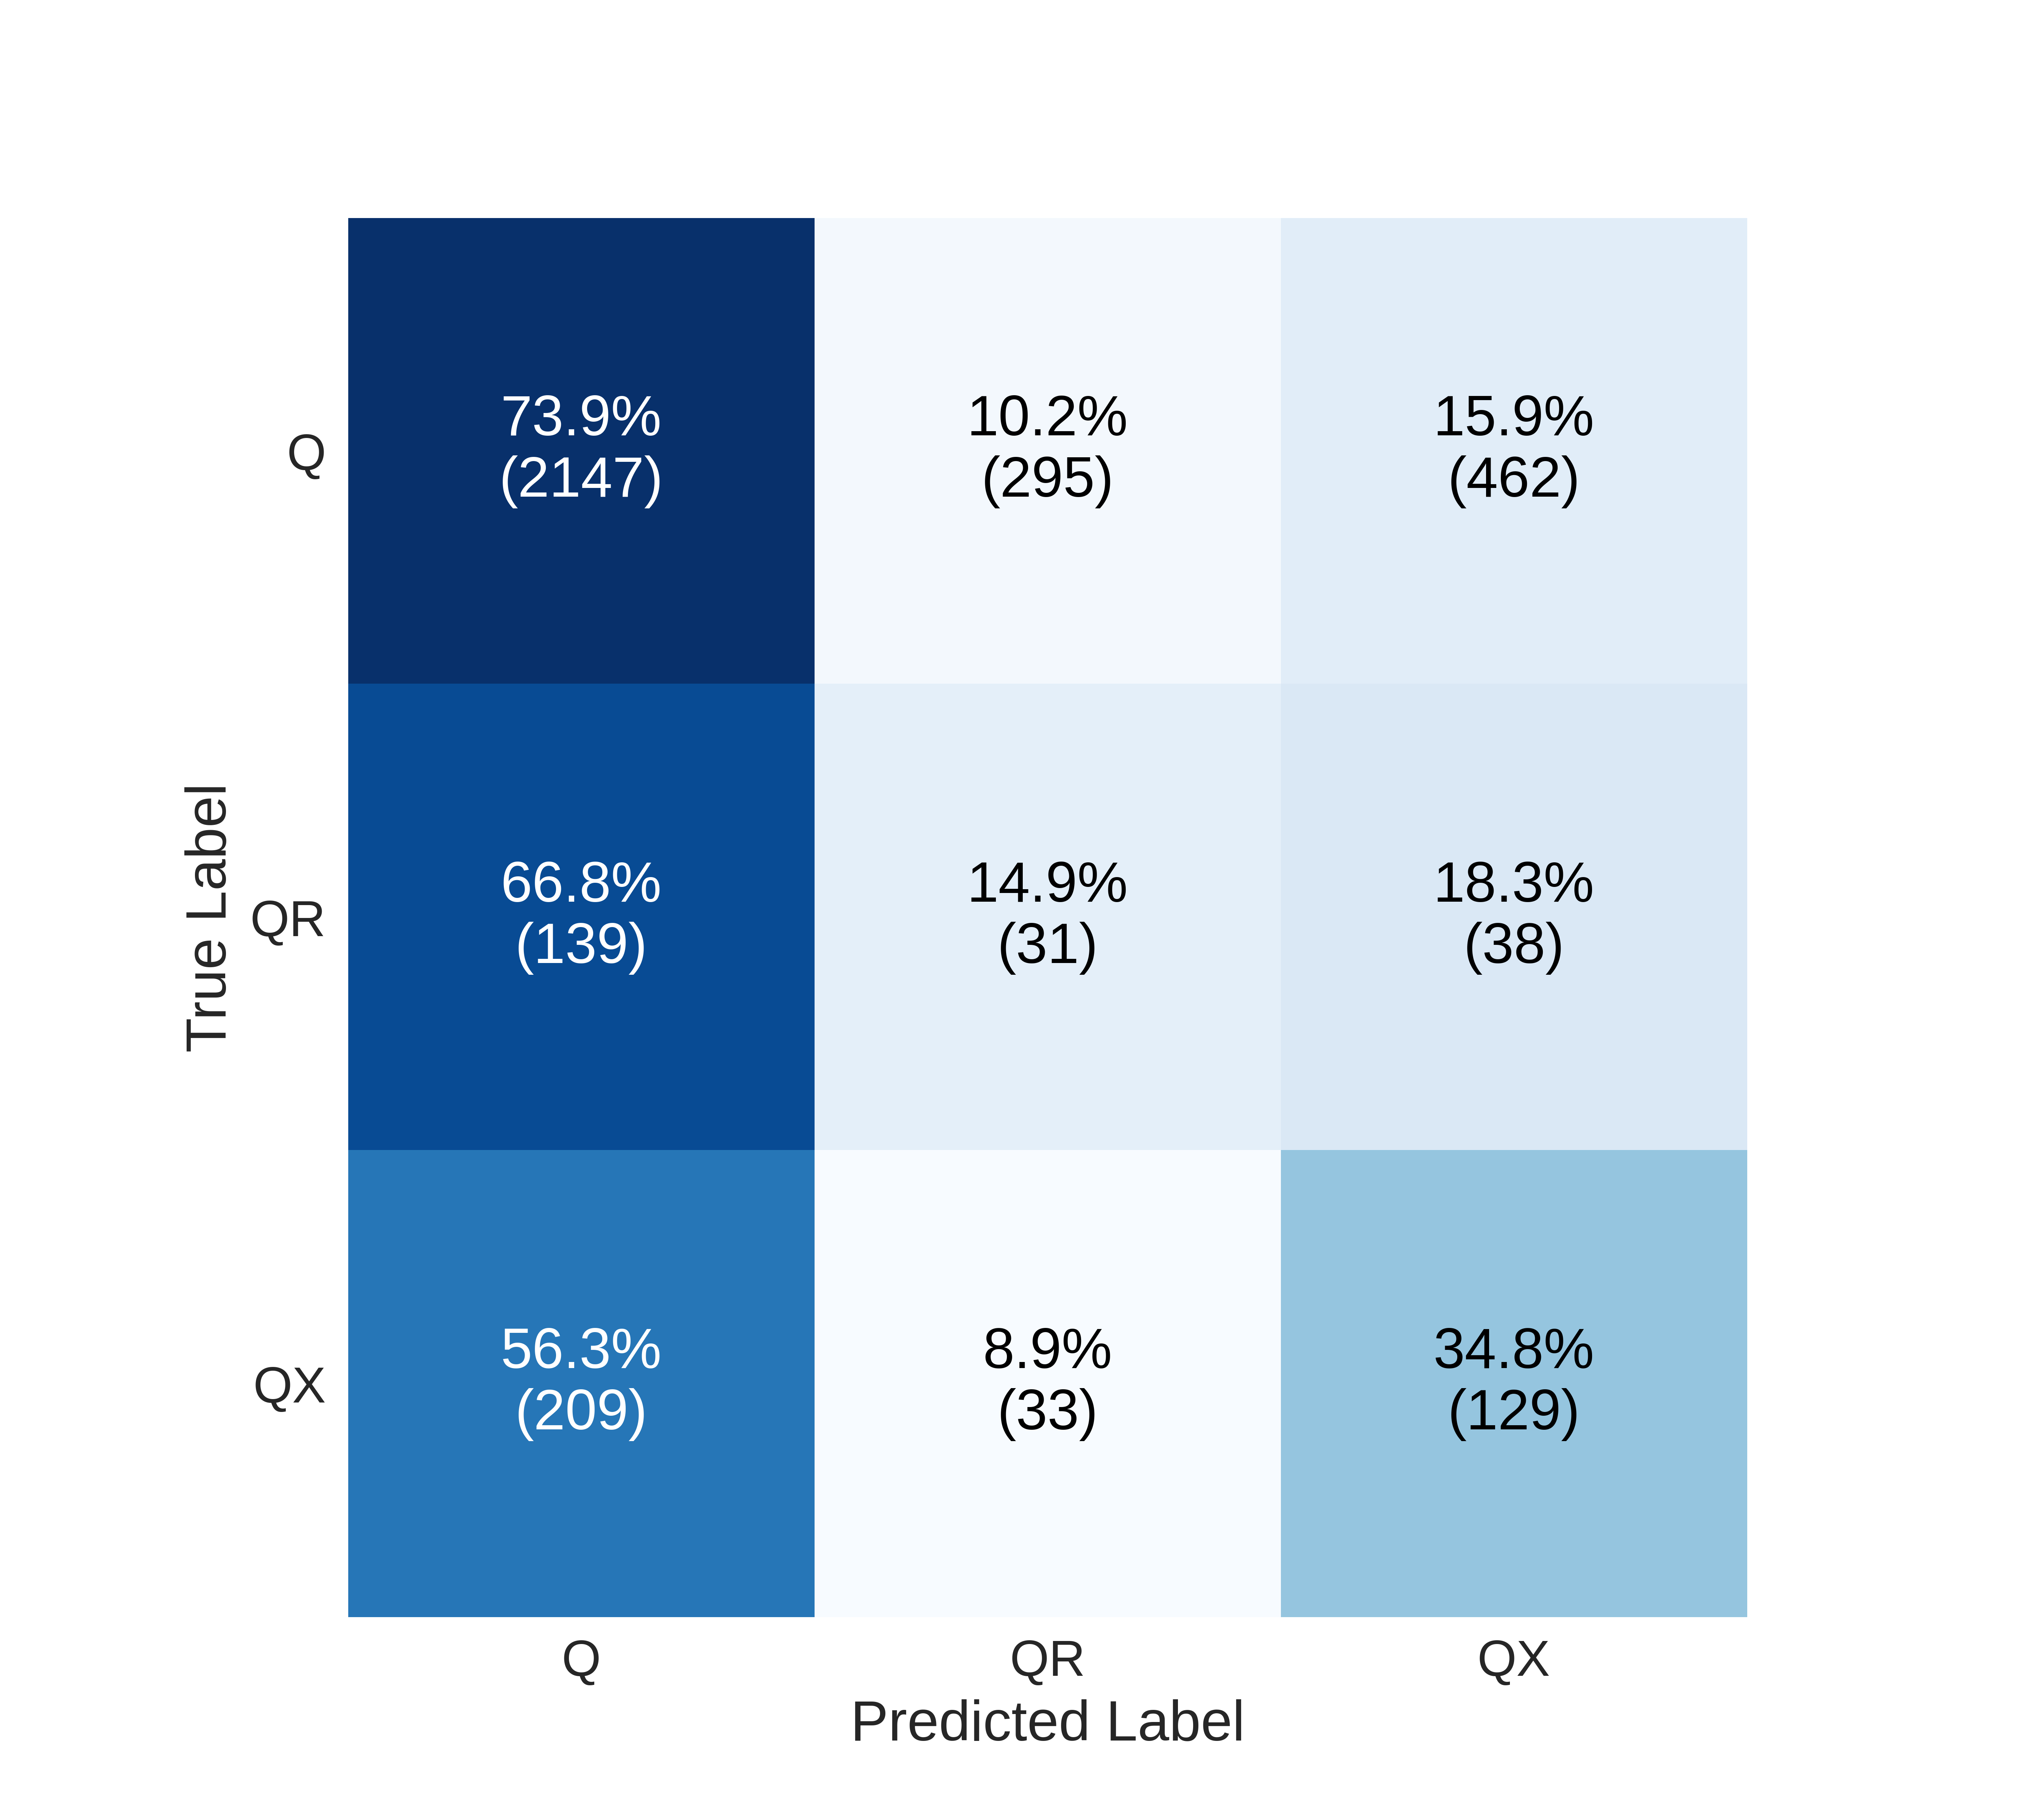 73.9%
(2147)
10.2%
(295)
15.9%
(462)
Q
66.8%
(139)
14.9%
(31)
18.3%
(38)
QR
True Label
56.3%
(209)
8.9%
(33)
34.8%
(129)
QX
Q
QR
QX
Predicted Label